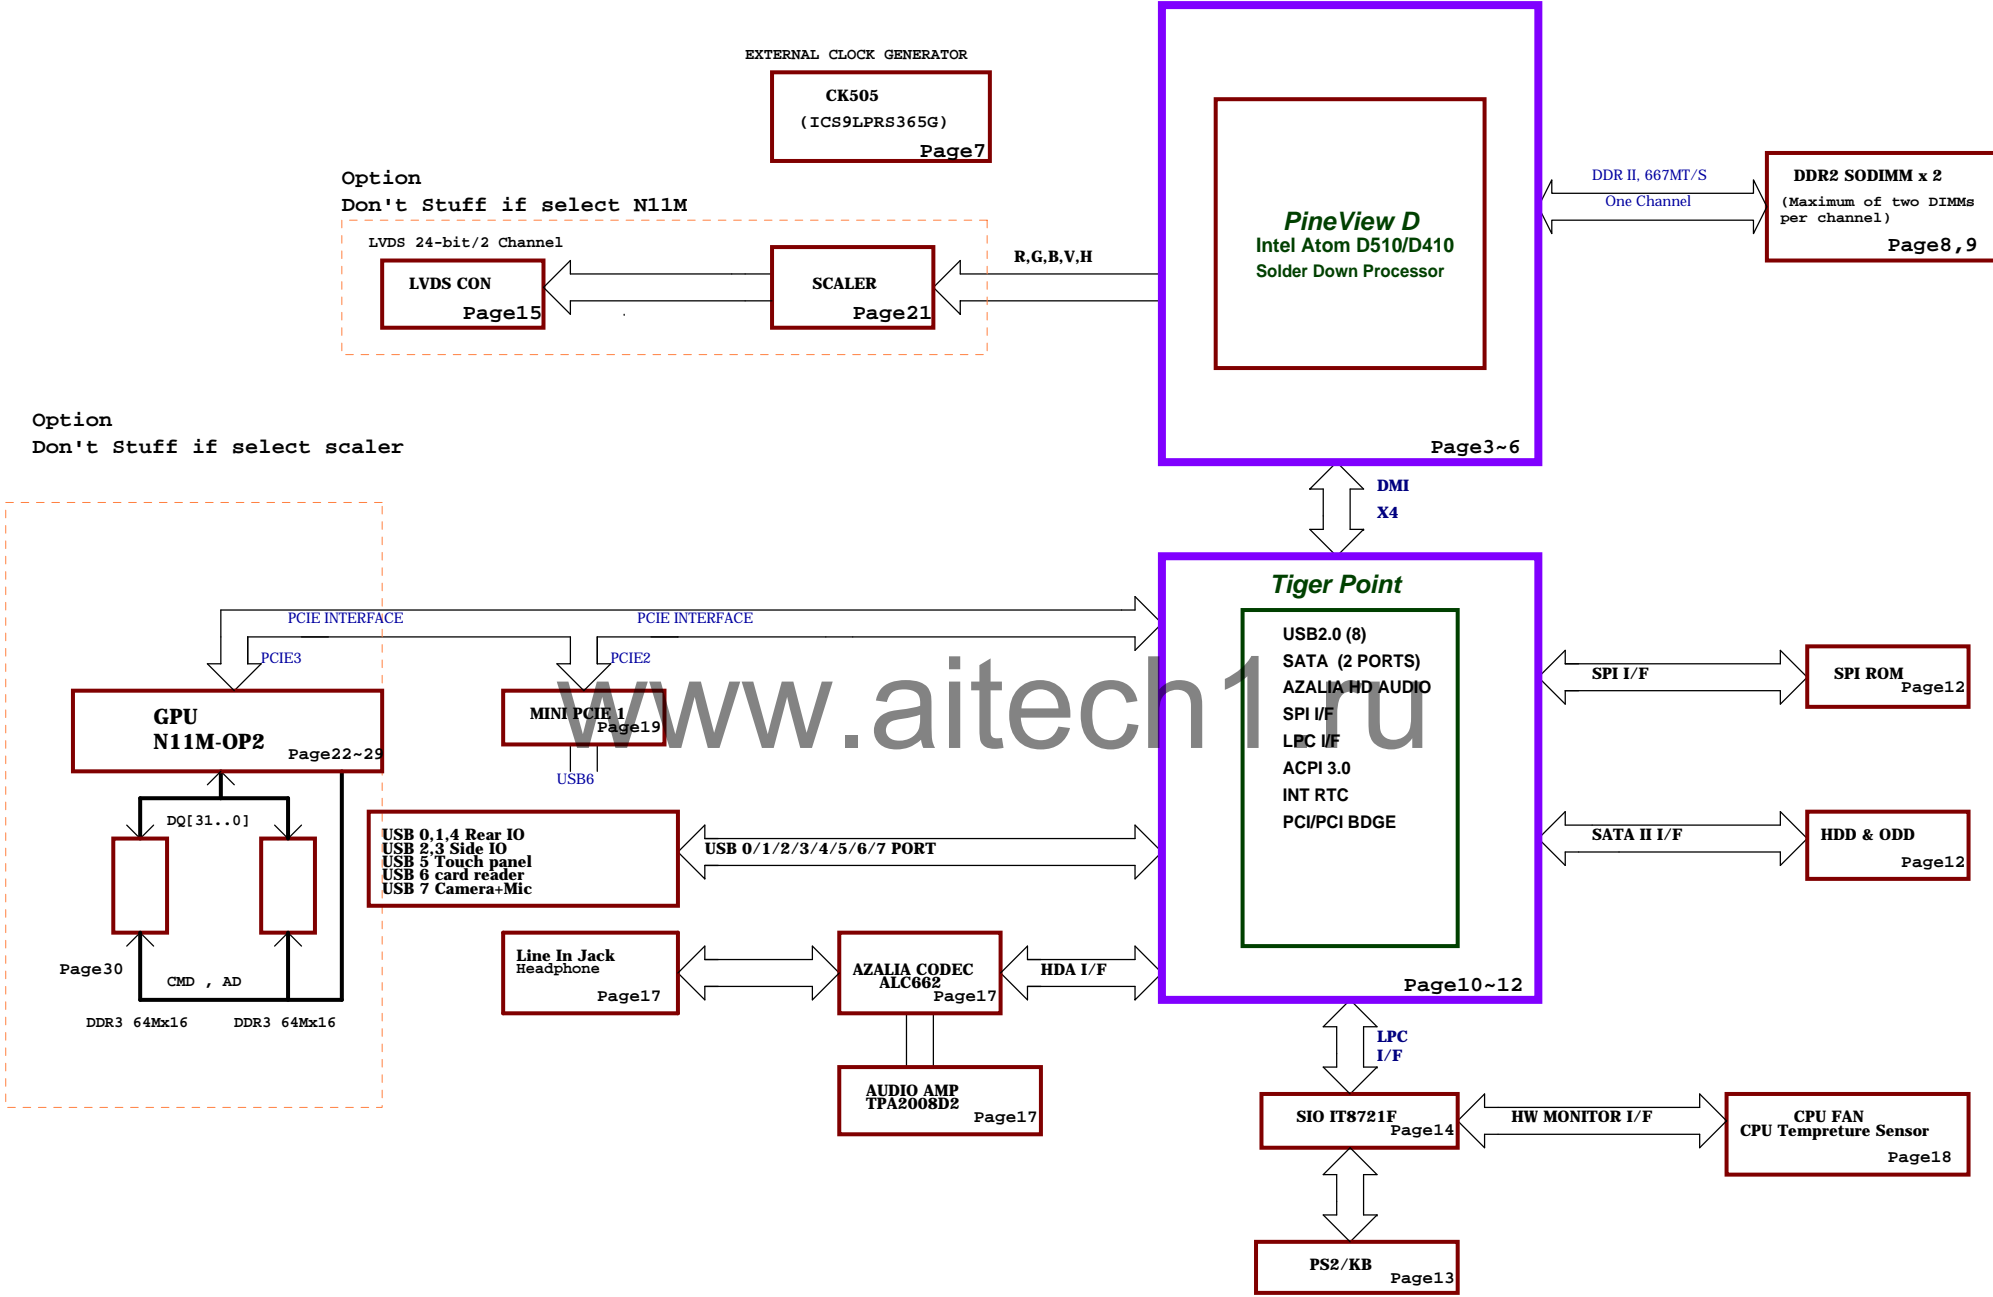 EXTERNAL CLOCK GENERATOR
CK505
(ICS9LPRS365G)
Page7
Option
Don't Stuff if select N11M
LVDS 24-bit/2 Channel
LVDS CON
Page15
SCALER
Page21
R,G,B,V,H
PineView D
Intel Atom D510/D410
Solder Down Processor
Page3~6
DDR II, 667MT/S
One Channel
DDR2 SODIMM x 2
(Maximum of two DIMMs
per channel)
Page8,9
Option
Don't Stuff if select scaler
DMI
X4
PCIE INTERFACE
PCIE INTERFACE
PCIE3
PCIE2
GPU
N11M-OP2
Page22~29
MINI PCIE 1
Page19
USB6
DQ[31..0]
Page30
CMD , AD
DDR3 64Mx16
DDR3 64Mx16
USB 0,1,4 Rear IO
USB 2,3 Side IO
USB 5 Touch panel
USB 6 card reader
USB 7 Camera+Mic
USB 0/1/2/3/4/5/6/7 PORT
Line In Jack
Headphone
Page17
AZALIA CODEC
ALC662
Page17
HDA I/F
AUDIO AMP
TPA2008D2
Page17
Tiger Point
USB2.0 (8)
SATA (2 PORTS)
AZALIA HD AUDIO
SPI I/F
LPC I/F
ACPI 3.0
INT RTC
PCI/PCI BDGE
Page10~12
SPI I/F
SPI ROM
Page12
SATA II I/F
HDD & ODD
Page12
LPC
I/F
SIO IT8721F
Page14
HW MONITOR I/F
CPU FAN
CPU Tempreture Sensor
Page18
PS2/KB
Page13
www.aitech1.ru